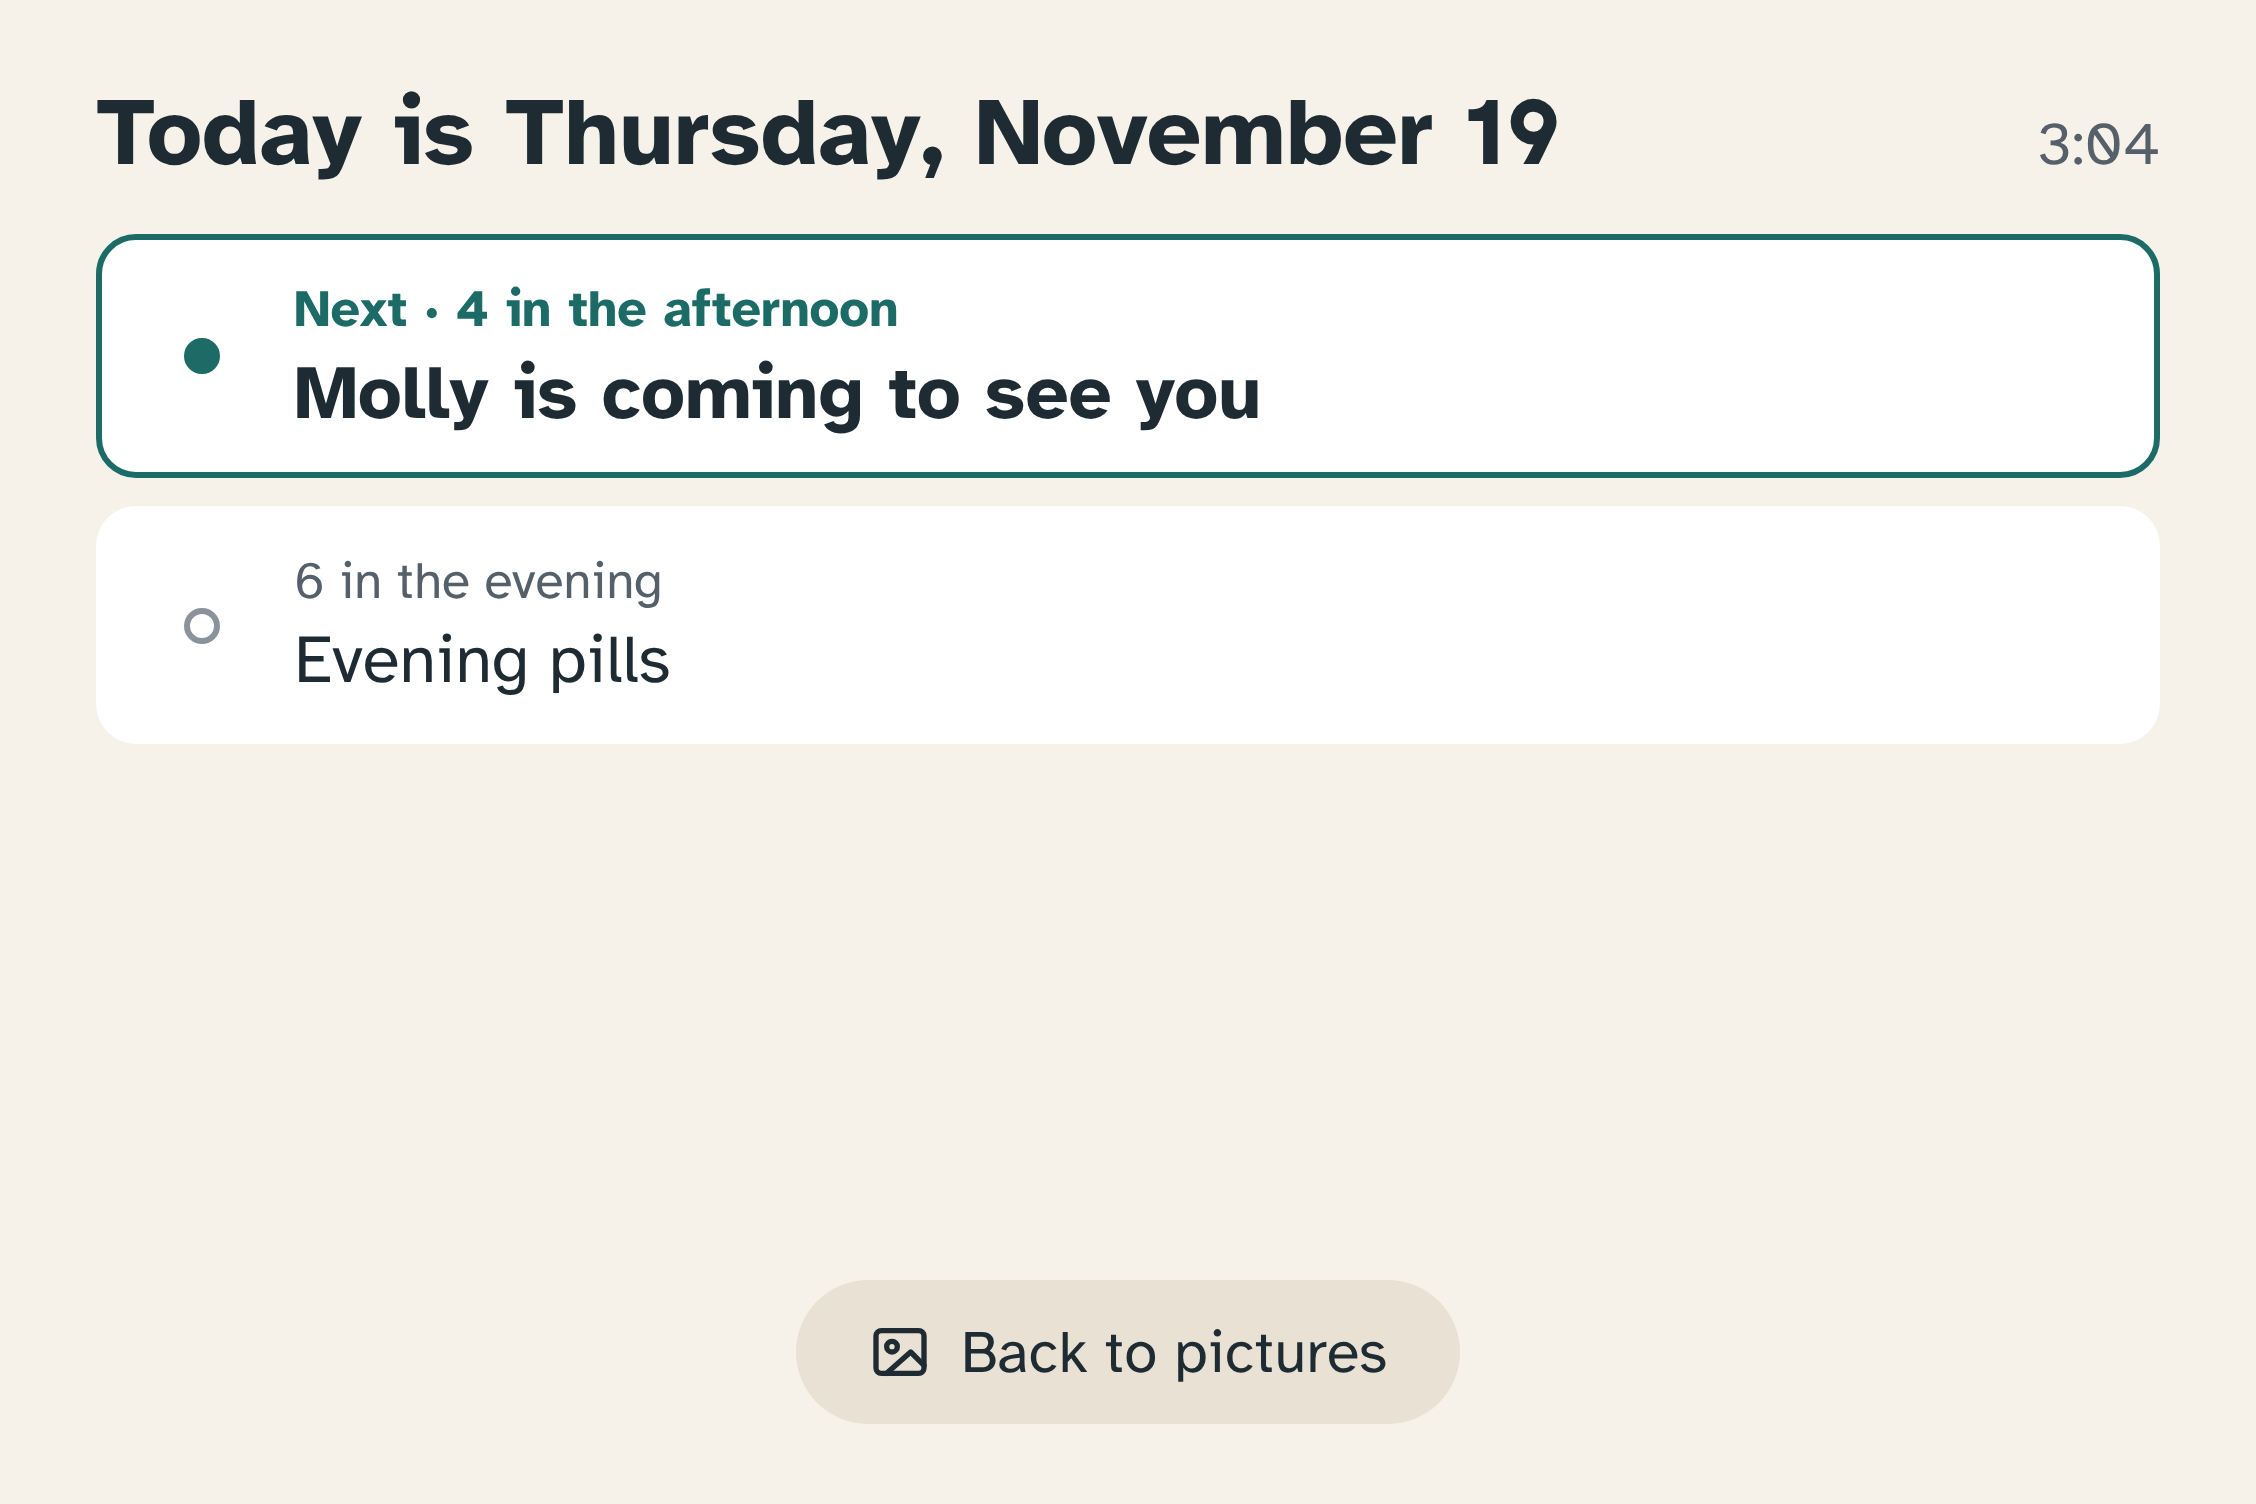 Today is Thursday, November 19
3:04
Next · 4 in the afternoon
Molly is coming to see you
6 in the evening
Evening pills
Back to pictures